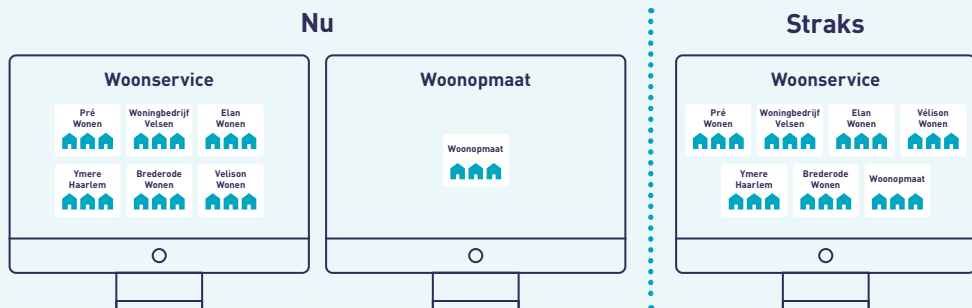 Nu
Woonservice
Pré
Wonen
Woningbedrijf
Velsen
Elan
Wonen
Ymere
Haarlem
Brederode
Wonen
Velison
Wonen
Woonopmaat
Woonopmaat
Straks
Woonservice
Pré
Wonen
Woningbedrijf
Velsen
Elan
Wonen
Vélison
Wonen
Ymere
Haarlem
Brederode
Wonen
Woonopmaat